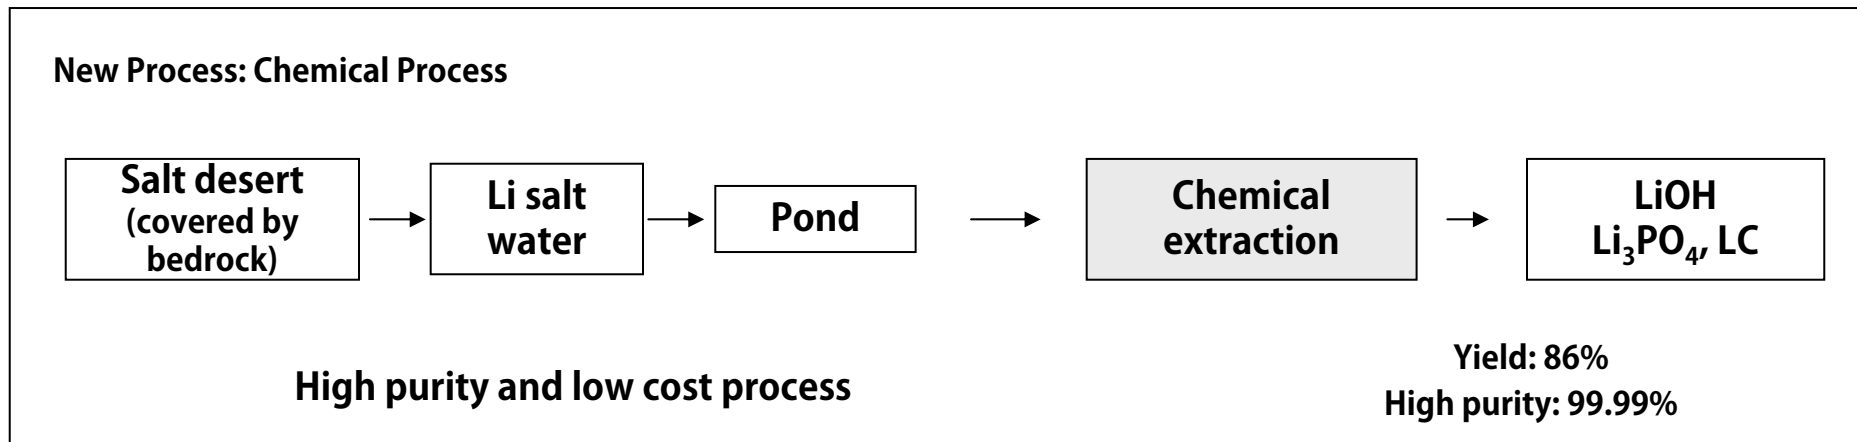 New Process: Chemical Process
Salt desert
(covered by
bedrock)
Li salt
water
Pond
Chemical
extraction
LiOH
Li₃PO₄, LC
High purity and low cost process
Yield: 86%
High purity: 99.99%